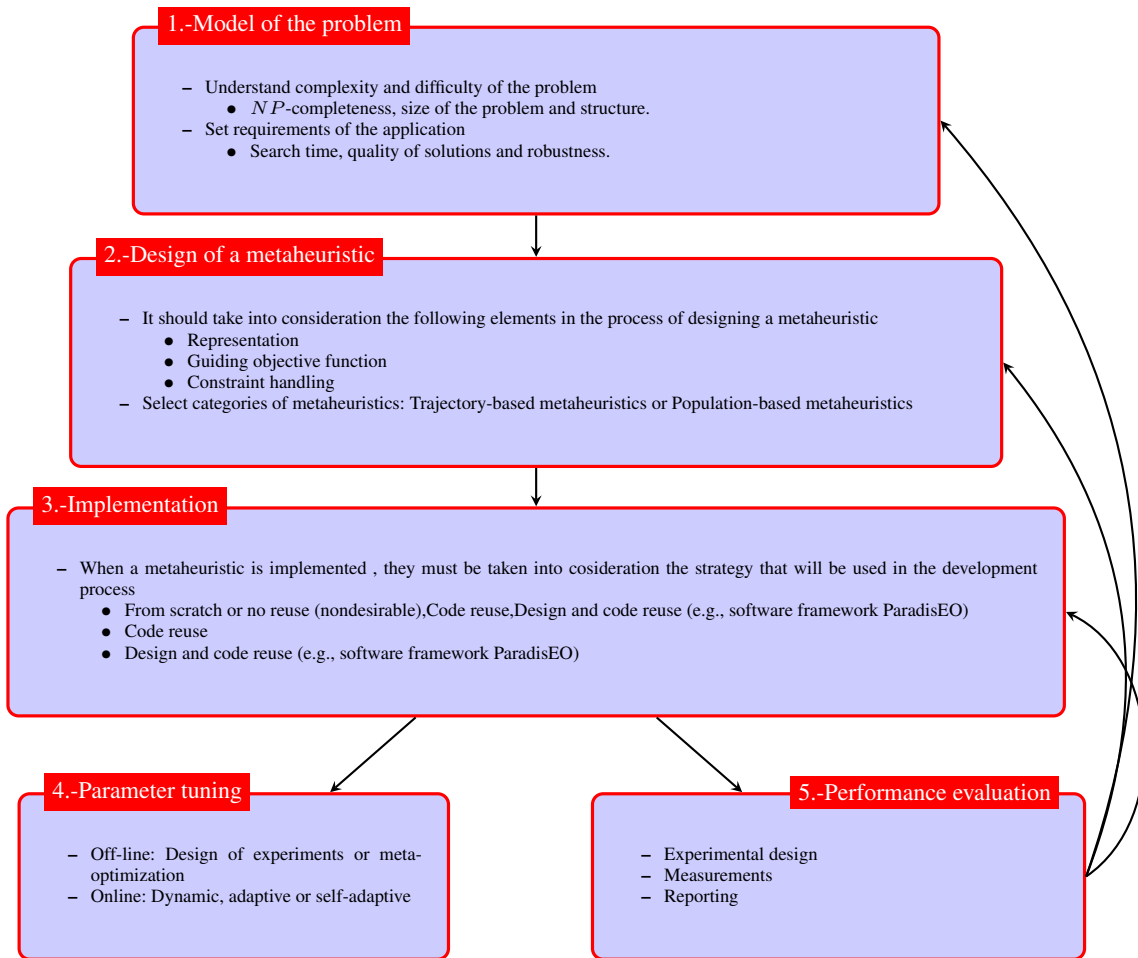 1.-Model of the problem
– Understand complexity and difficulty of the problem
● NP-completeness, size of the problem and structure.
– Set requirements of the application
● Search time, quality of solutions and robustness.
2.-Design of a metaheuristic
– It should take into consideration the following elements in the process of designing a metaheuristic
● Representation
● Guiding objective function
● Constraint handling
– Select categories of metaheuristics: Trajectory-based metaheuristics or Population-based metaheuristics
3.-Implementation
– When a metaheuristic is implemented , they must be taken into cosideration the strategy that will be used in the development
process
● From scratch or no reuse (nondesirable),Code reuse,Design and code reuse (e.g., software framework ParadisEO)
● Code reuse
● Design and code reuse (e.g., software framework ParadisEO)
4.-Parameter tuning
– Off-line: Design of experiments or meta-
optimization
– Online: Dynamic, adaptive or self-adaptive
5.-Performance evaluation
– Experimental design
– Measurements
– Reporting